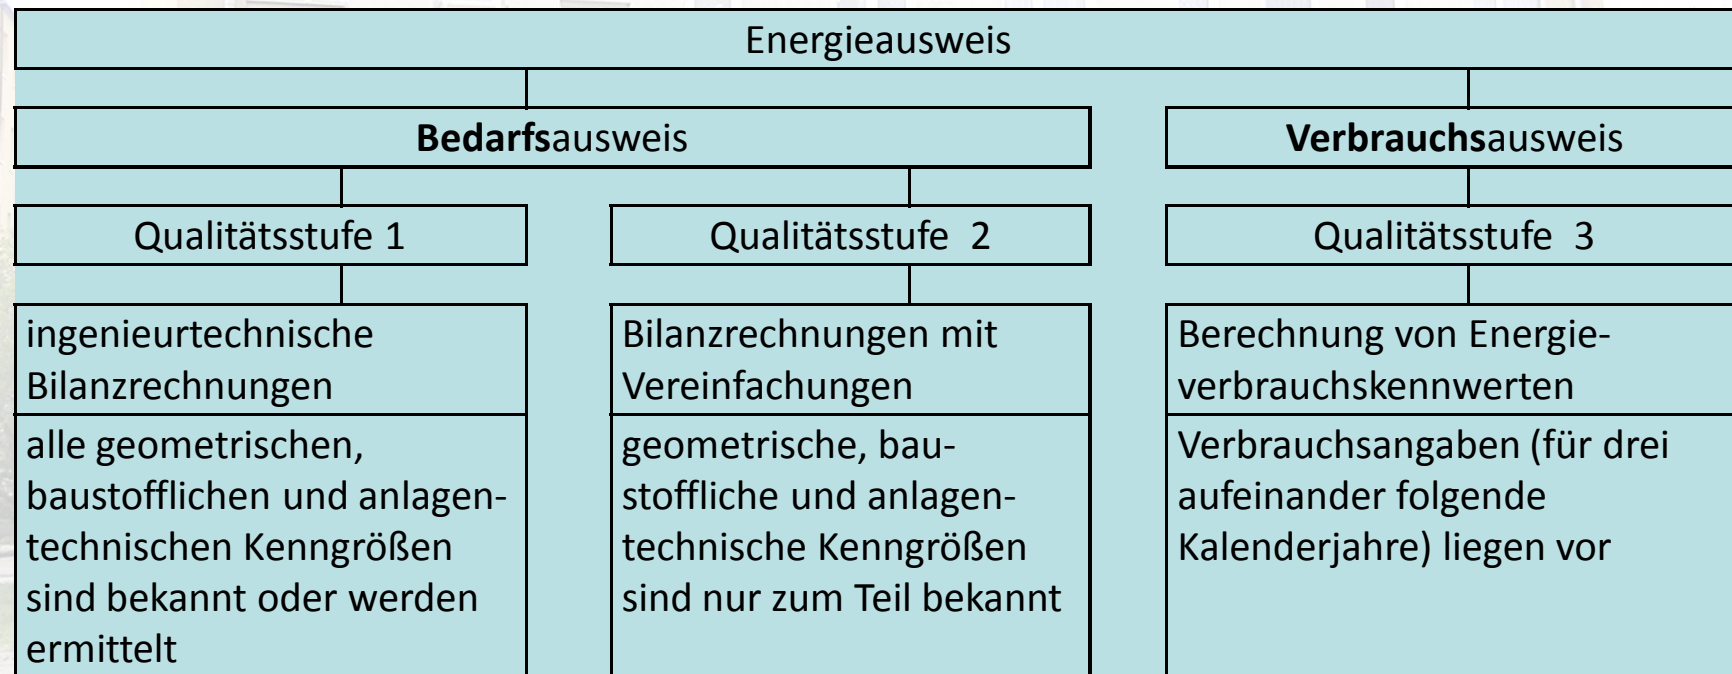 Energieausweis
Bedarfsausweis
Verbrauchsausweis
Qualitätsstufe 1
Qualitätsstufe 2
Qualitätsstufe 3
ingenieurtechnische
Bilanzrechnungen
alle geometrischen,
baustofflichen und anlagen-
technischen Kenngrößen
sind bekannt oder werden
ermittelt
Bilanzrechnungen mit
Vereinfachungen
geometrische, bau-
stoffliche und anlagen-
technische Kenngrößen
sind nur zum Teil bekannt
Berechnung von Energie-
verbrauchskennwerten
Verbrauchsangaben (für drei
aufeinander folgende
Kalenderjahre) liegen vor